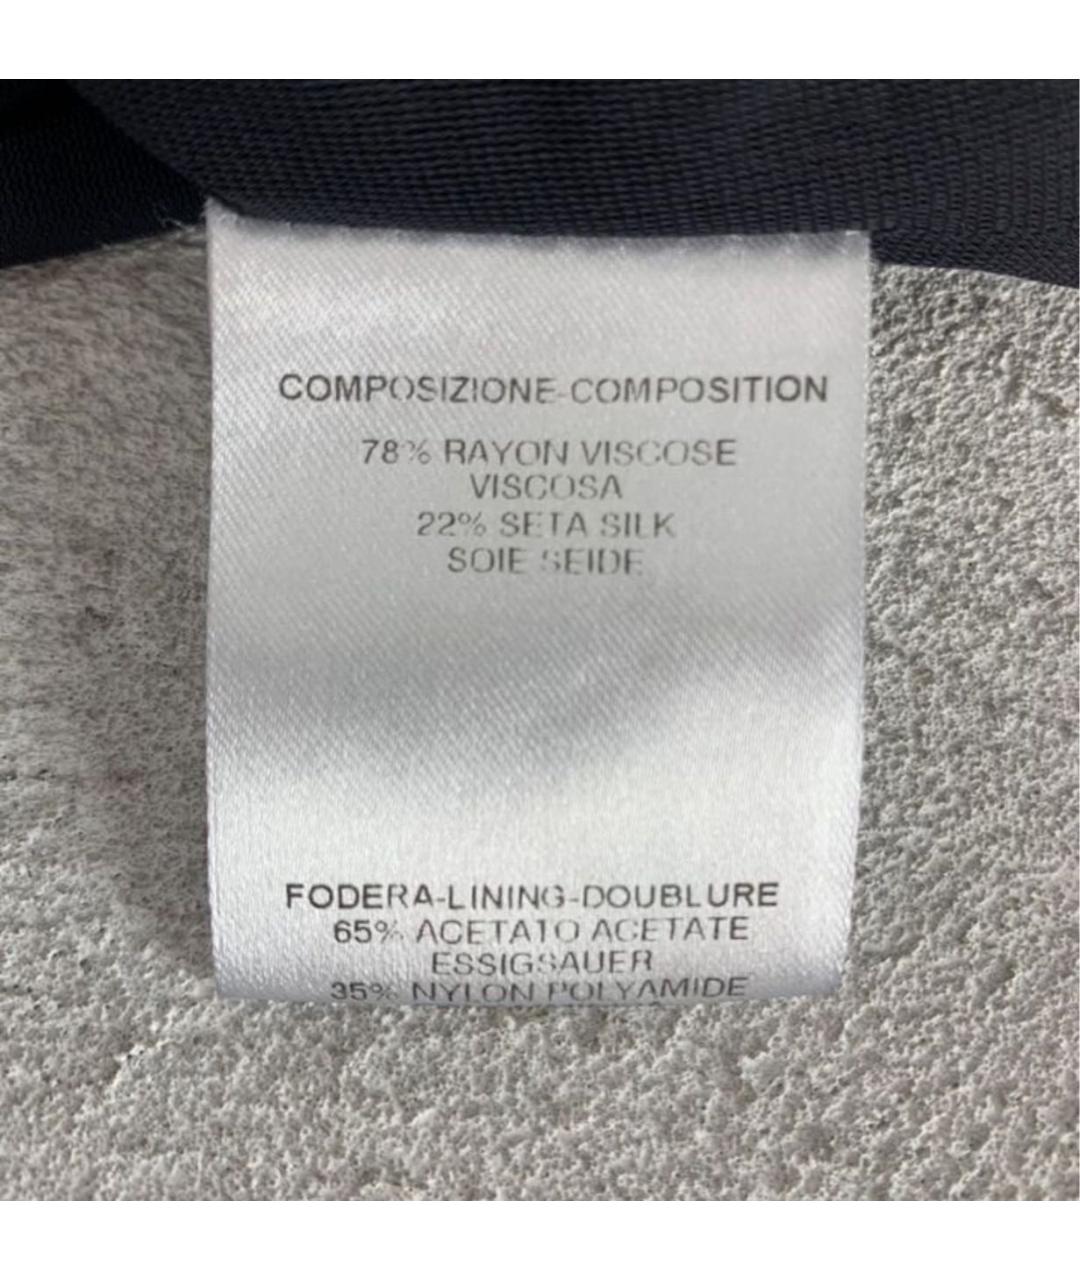 COMPOSIZIONE-COMPOSITION
78% RAYON VISCOSE
VISCOSA
22% SETA SILK
SOIE SEIDE
FODERA-LINING-DOUBLURE
65% ACETATO ACETATE
ESSIGSAUER
35% NYLON POLYAMIDE